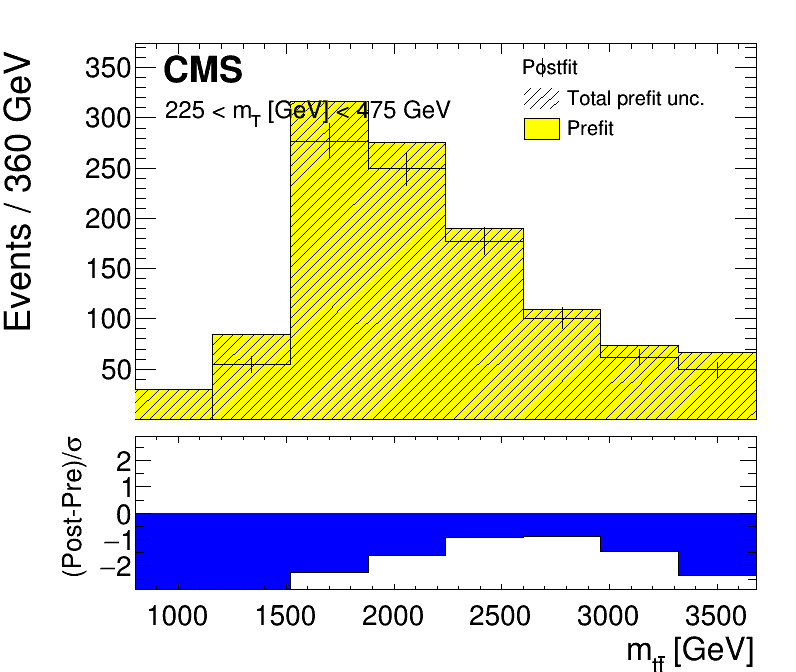 CMS
225 < m_T [GeV] < 475 GeV
Postfit
Total prefit unc.
Prefit
Events / 360 GeV
350
300
250
200
150
100
50
(Post-Pre)/σ
2
1
0
−1
−2
1000 1500 2000 2500 3000 3500
m_tt̄ [GeV]